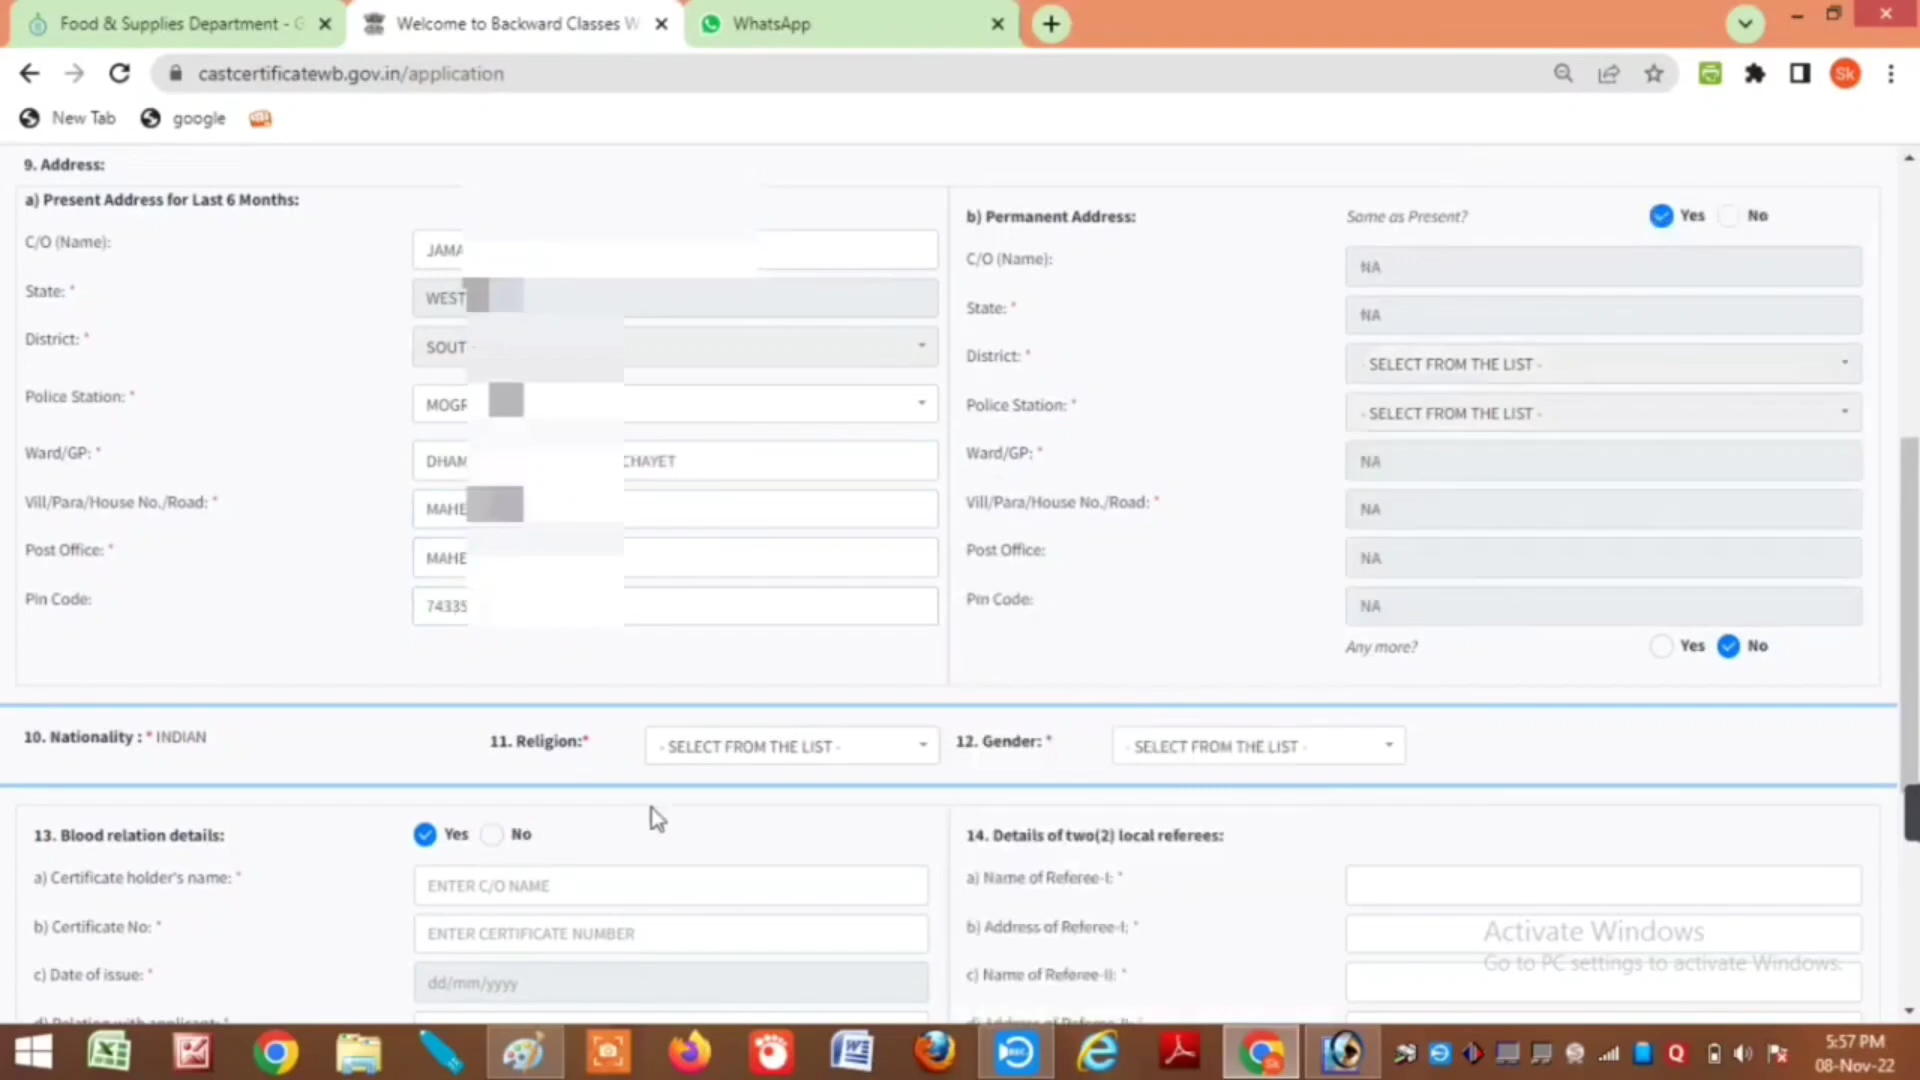 Food & Supplies Department - G
Welcome to Backward Classes W
WhatsApp
castcertificatewb.gov.in/application
Sk
New Tab
google
9. Address:
a) Present Address for Last 6 Months:
C/O (Name):
JAMA
State: *
WEST
District: *
SOUT
Police Station: *
MOGR
Ward/GP: *
DHAM CHAYET
Vill/Para/House No./Road: *
MAHE
Post Office: *
MAHE
Pin Code:
74335
b) Permanent Address:
Same as Present?
Yes
No
C/O (Name):
NA
State: *
NA
District: *
- SELECT FROM THE LIST -
Police Station: *
- SELECT FROM THE LIST -
Ward/GP: *
NA
Vill/Para/House No./Road: *
NA
Post Office:
NA
Pin Code:
NA
Any more?
Yes
No
10. Nationality : * INDIAN
11. Religion:*
- SELECT FROM THE LIST -
12. Gender: *
- SELECT FROM THE LIST -
13. Blood relation details:
Yes
No
a) Certificate holder's name: *
ENTER C/O NAME
b) Certificate No: *
ENTER CERTIFICATE NUMBER
c) Date of issue: *
dd/mm/yyyy
d) Relation with applicant: *
14. Details of two(2) local referees:
a) Name of Referee-I: *
b) Address of Referee-I: *
c) Name of Referee-II: *
d) Address of Referee-II: *
Activate Windows
Go to PC settings to activate Windows.
REC
5:57 PM
08-Nov-22